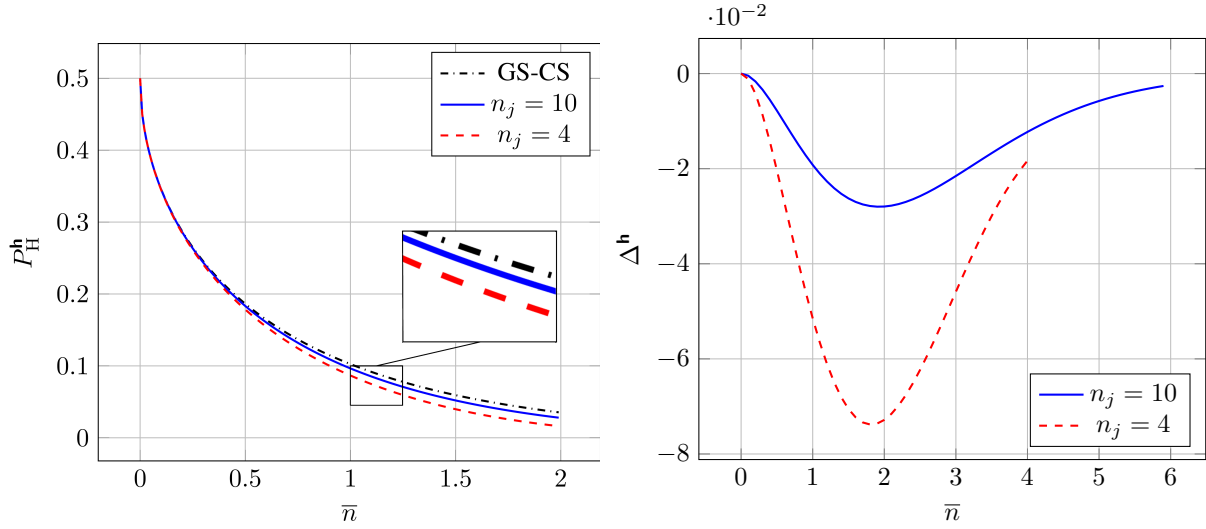 0.5
0.4
0.3
0.2
0.1
0
P_H^h
GS-CS
n_j = 10
n_j = 4
0 0.5 1 1.5 2
n̅
·10⁻²
0
−2
−4
−6
−8
Δ^h
n_j = 10
n_j = 4
0 1 2 3 4 5 6
n̅